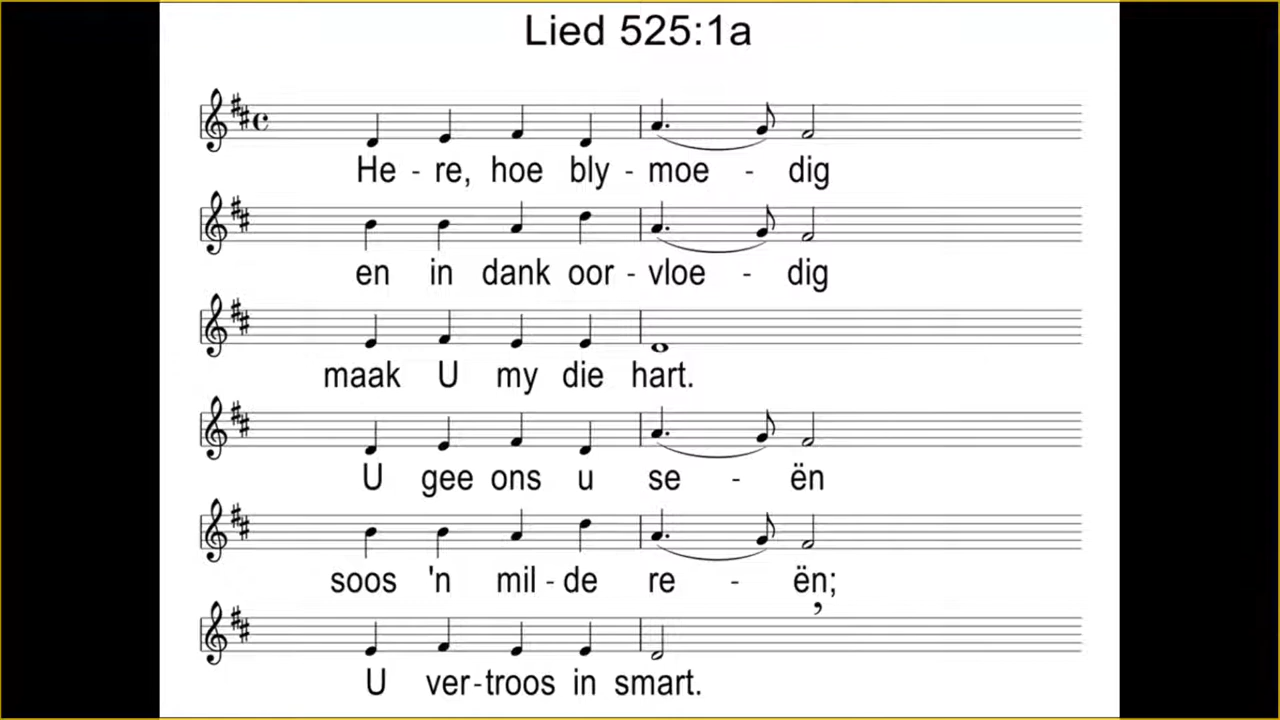 Lied 525:1a
He - re, hoe bly - moe - dig
en in dank oor - vloe - dig
maak U my die hart.
U gee ons u se - ën
soos 'n mil - de re - ën;
U ver - troos in smart.